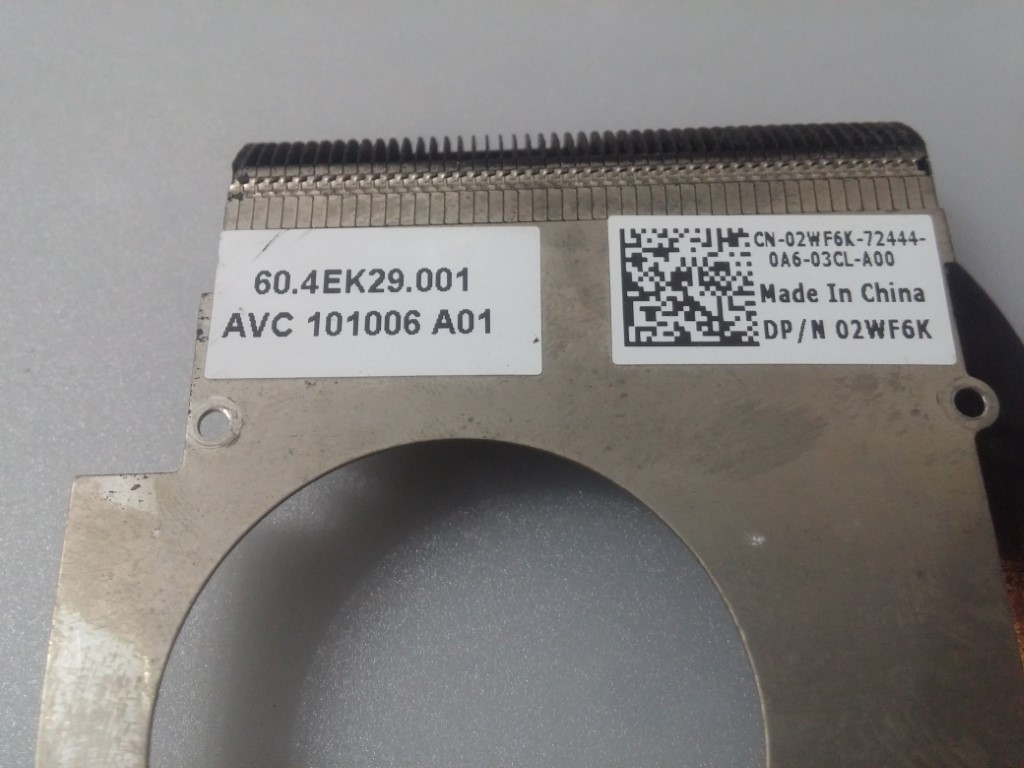 60.4EK29.001
AVC 101006 A01
CN-02WF6K-72444-
0A6-03CL-A00
Made In China
DP/N 02WF6K